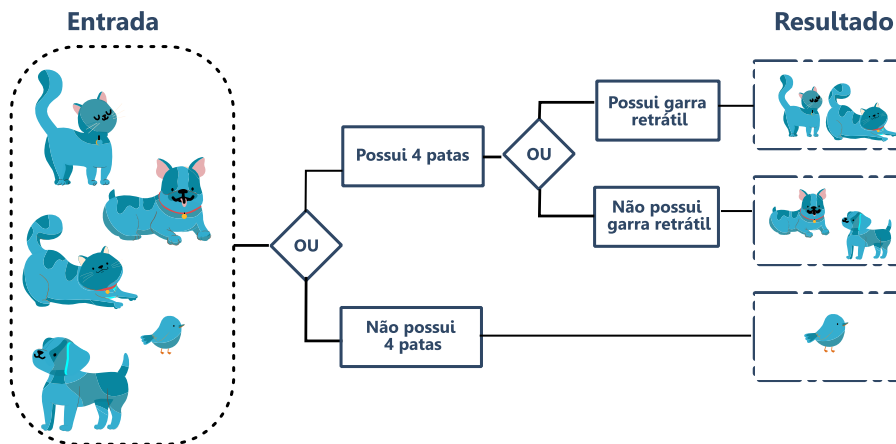 Entrada
Resultado
Possui garra
retrátil
Possui 4 patas
OU
Não possui
garra retrátil
OU
Não possui
4 patas